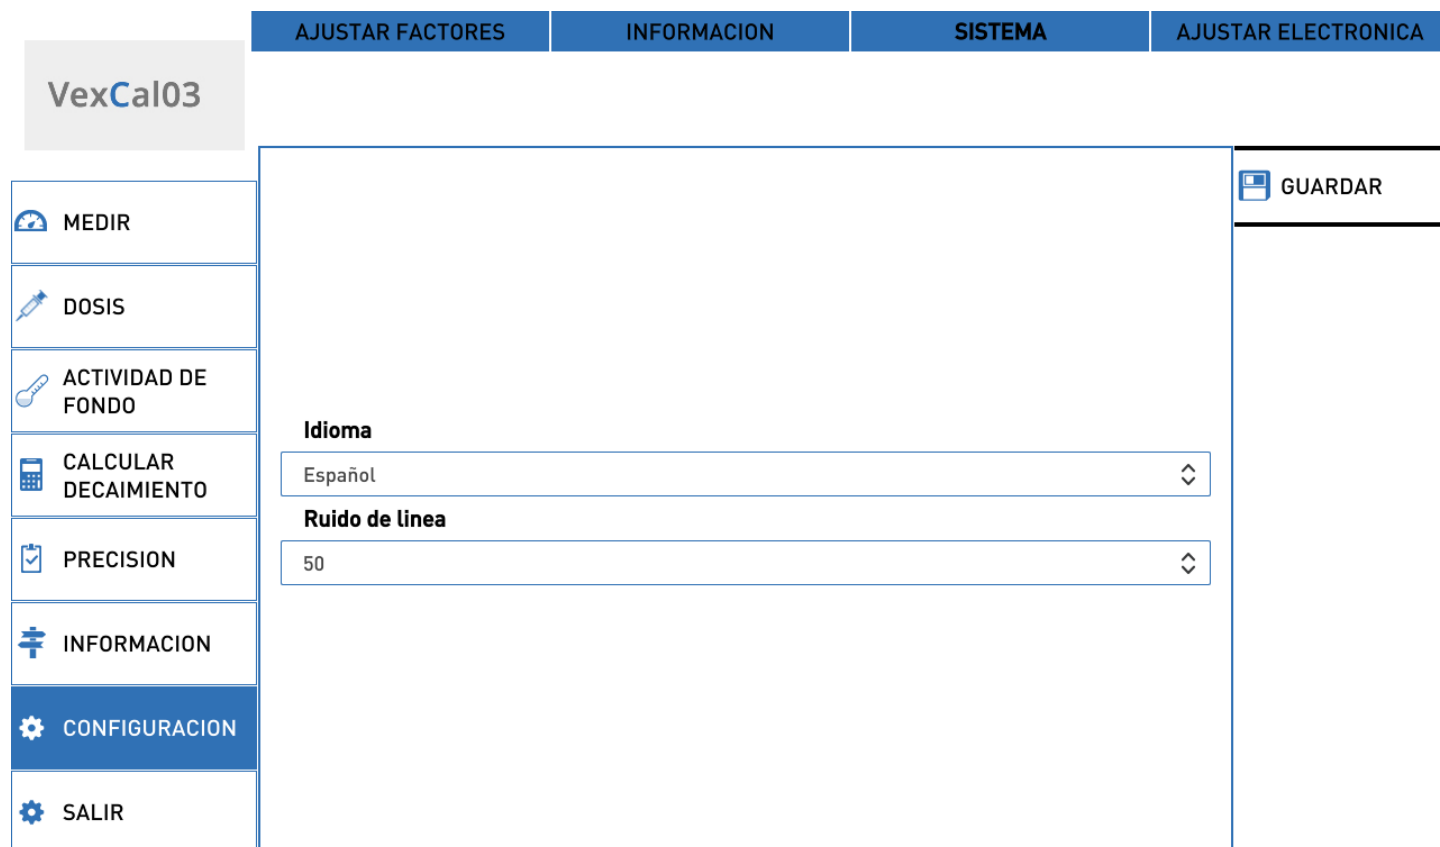 AJUSTAR FACTORES
INFORMACION
SISTEMA
AJUSTAR ELECTRONICA
VexCal03
MEDIR
DOSIS
ACTIVIDAD DE
FONDO
CALCULAR
DECAIMIENTO
PRECISION
INFORMACION
CONFIGURACION
SALIR
Idioma
Español
Ruido de linea
50
GUARDAR